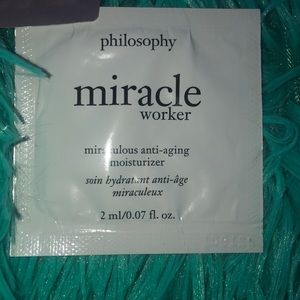 philosophy
miracle
worker
miraculous anti-aging
moisturizer
soin hydratant anti-âge
miraculeux
2 ml/0.07 fl. oz.